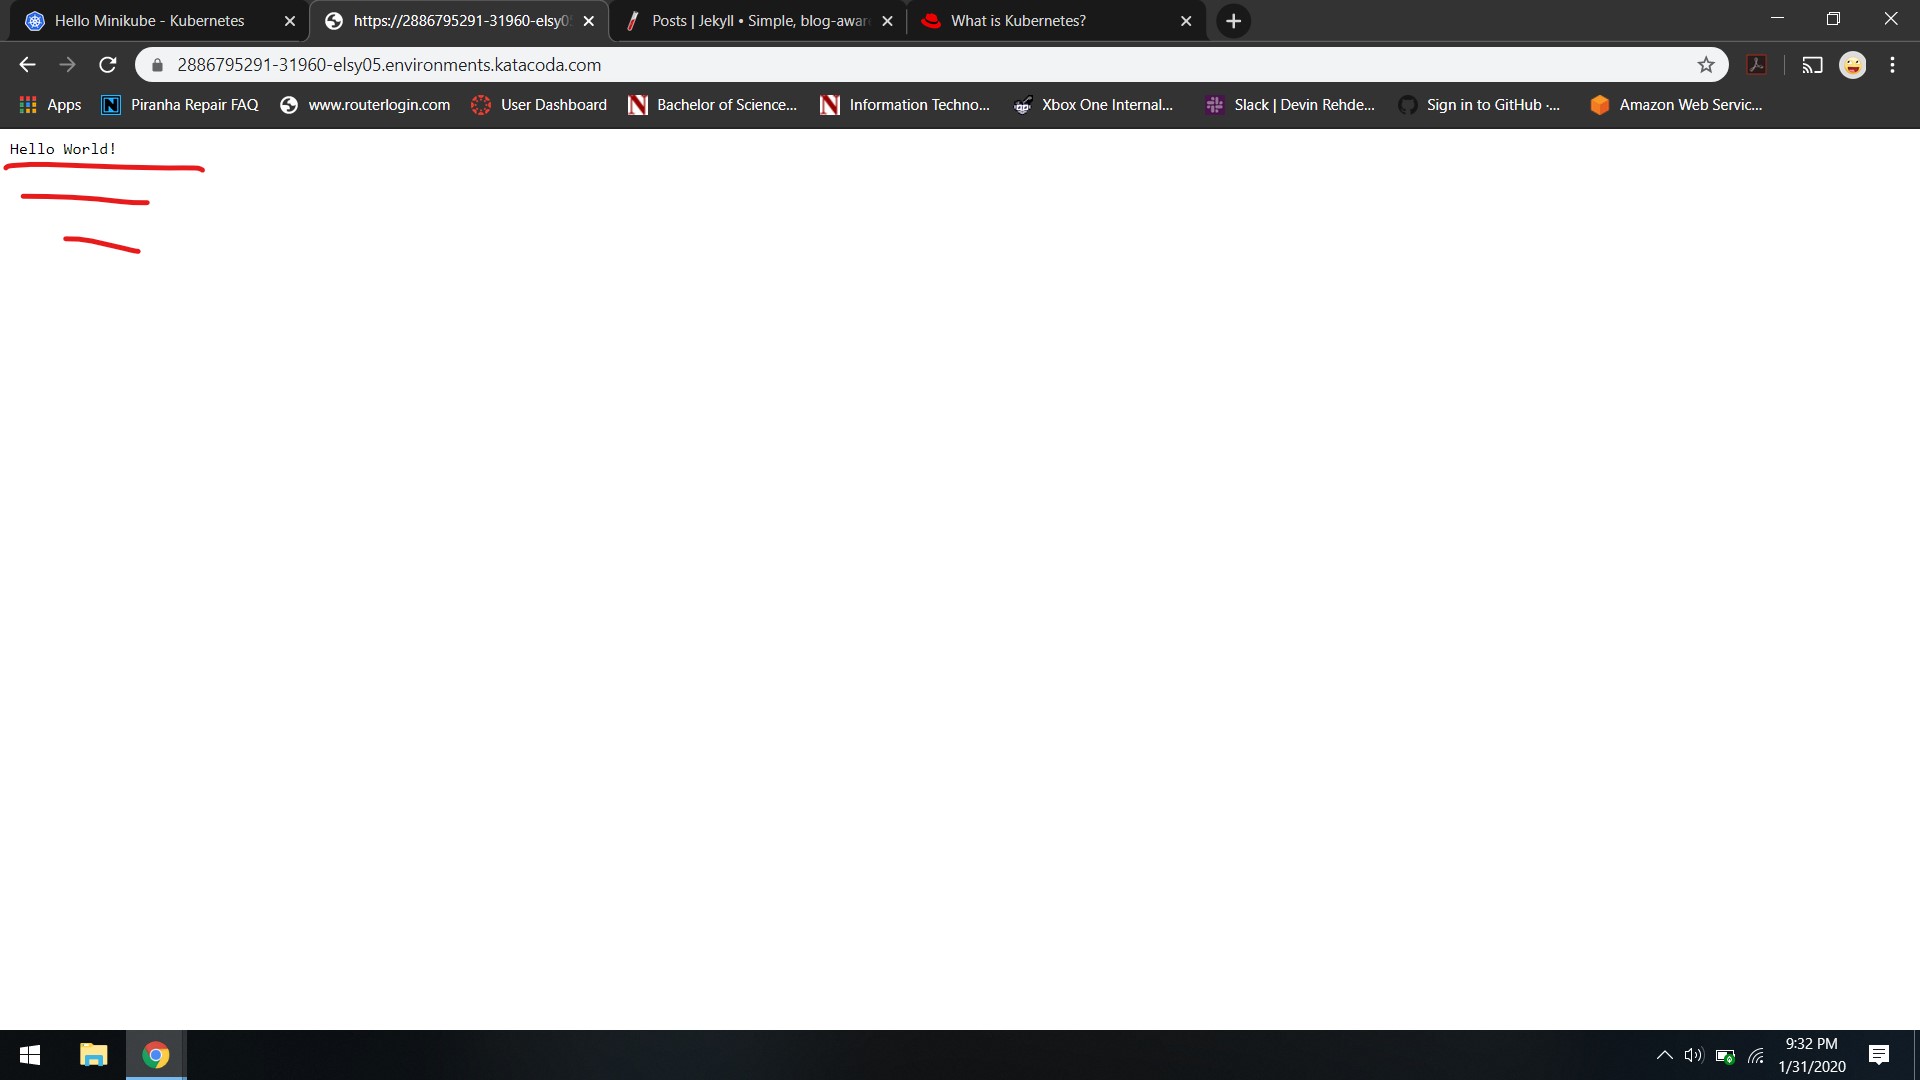 Hello Minikube - Kubernetes
https://2886795291-31960-elsy0
Posts | Jekyll • Simple, blog-awar
What is Kubernetes?
2886795291-31960-elsy05.environments.katacoda.com
Apps
Piranha Repair FAQ
www.routerlogin.com
User Dashboard
Bachelor of Science...
Information Techno...
Xbox One Internal...
Slack | Devin Rehde...
Sign in to GitHub ·...
Amazon Web Servic...
Hello World!
9:32 PM
1/31/2020